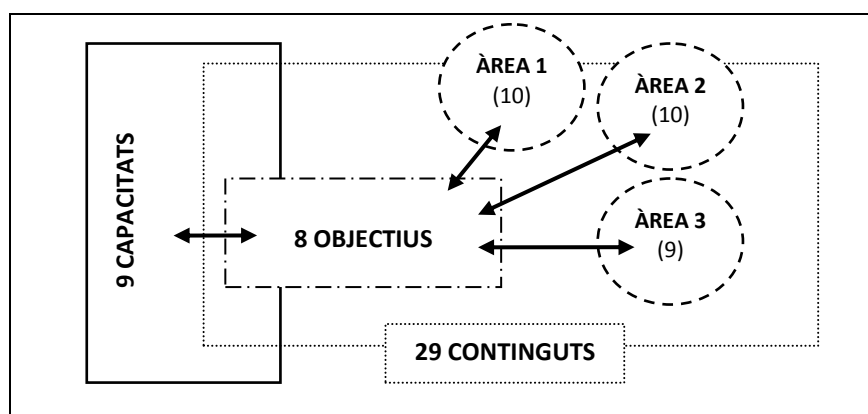 ÀREA 1
(10)
ÀREA 2
(10)
9 CAPACITATS
8 OBJECTIUS
ÀREA 3
(9)
29 CONTINGUTS